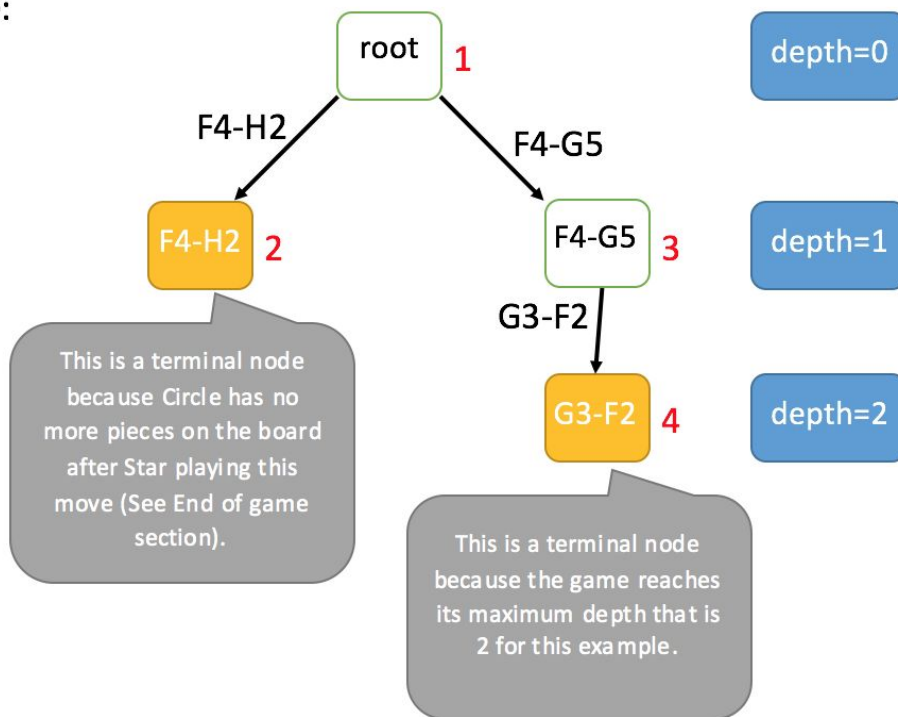 :
root
1
depth=0
F4-H2
F4-G5
F4-H2
2
F4-G5
3
depth=1
G3-F2
This is a terminal node
because Circle has no
more pieces on the board
after Star playing this
move (See End of game
section).
G3-F2
4
depth=2
This is a terminal node
because the game reaches
its maximum depth that is
2 for this example.